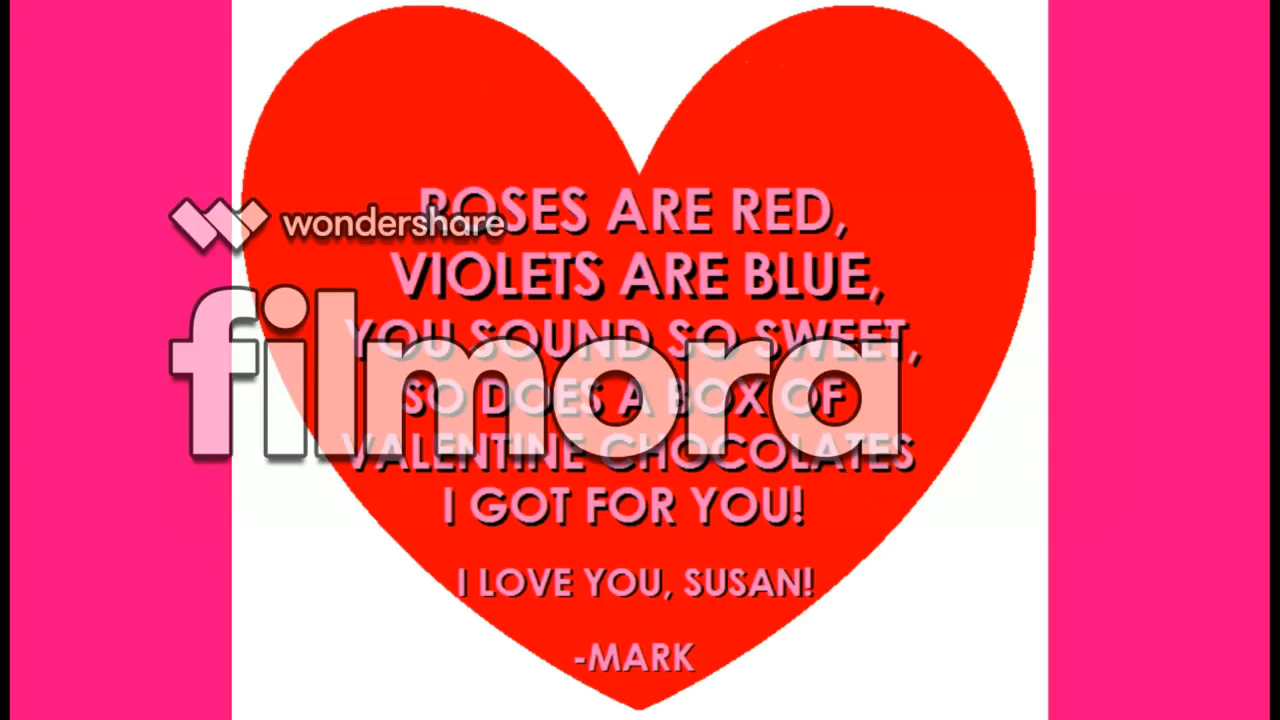 ROSES ARE RED,
wondershare
VIOLETS ARE BLUE,
filmora
YOU SOUND SO SWEET,
SO DOES A BOX OF
VALENTINE CHOCOLATES
I GOT FOR YOU!
I LOVE YOU, SUSAN!
-MARK